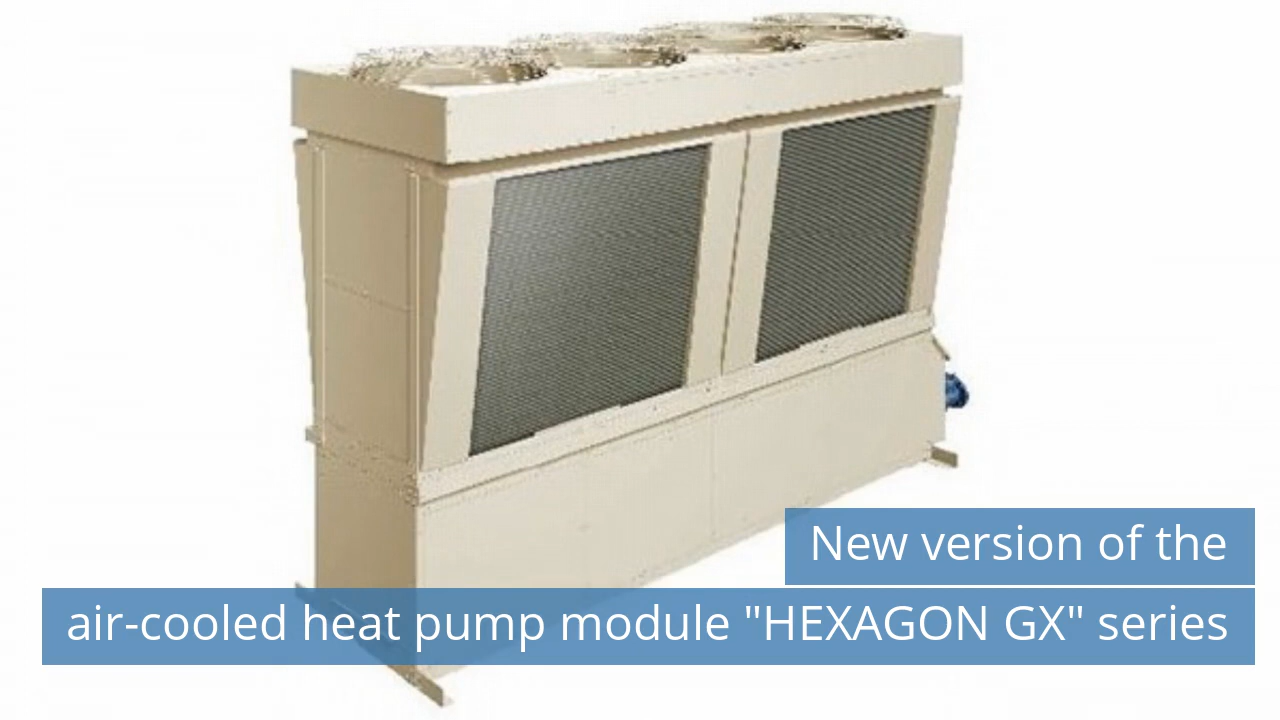 New version of the
air-cooled heat pump module "HEXAGON GX" series